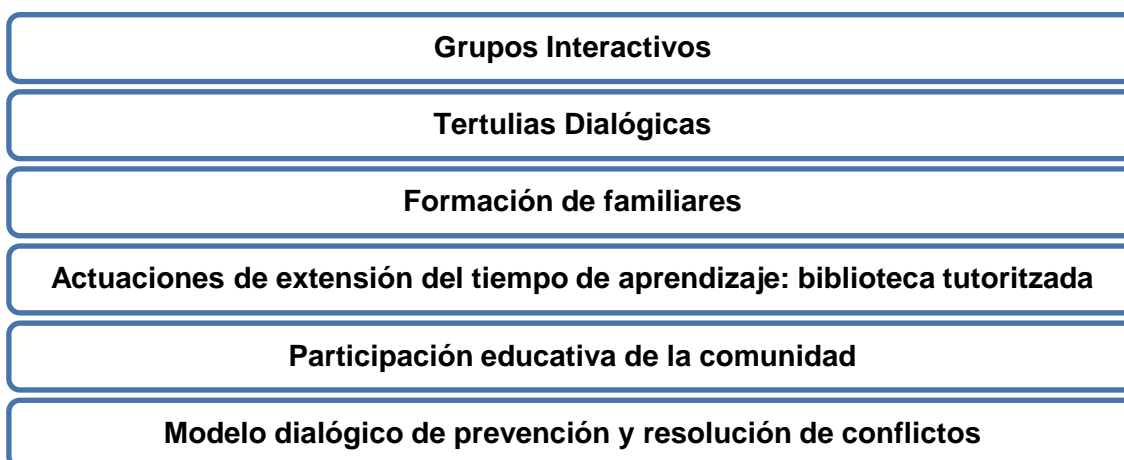 Grupos Interactivos
Tertulias Dialógicas
Formación de familiares
Actuaciones de extensión del tiempo de aprendizaje: biblioteca tutoritzada
Participación educativa de la comunidad
Modelo dialógico de prevención y resolución de conflictos